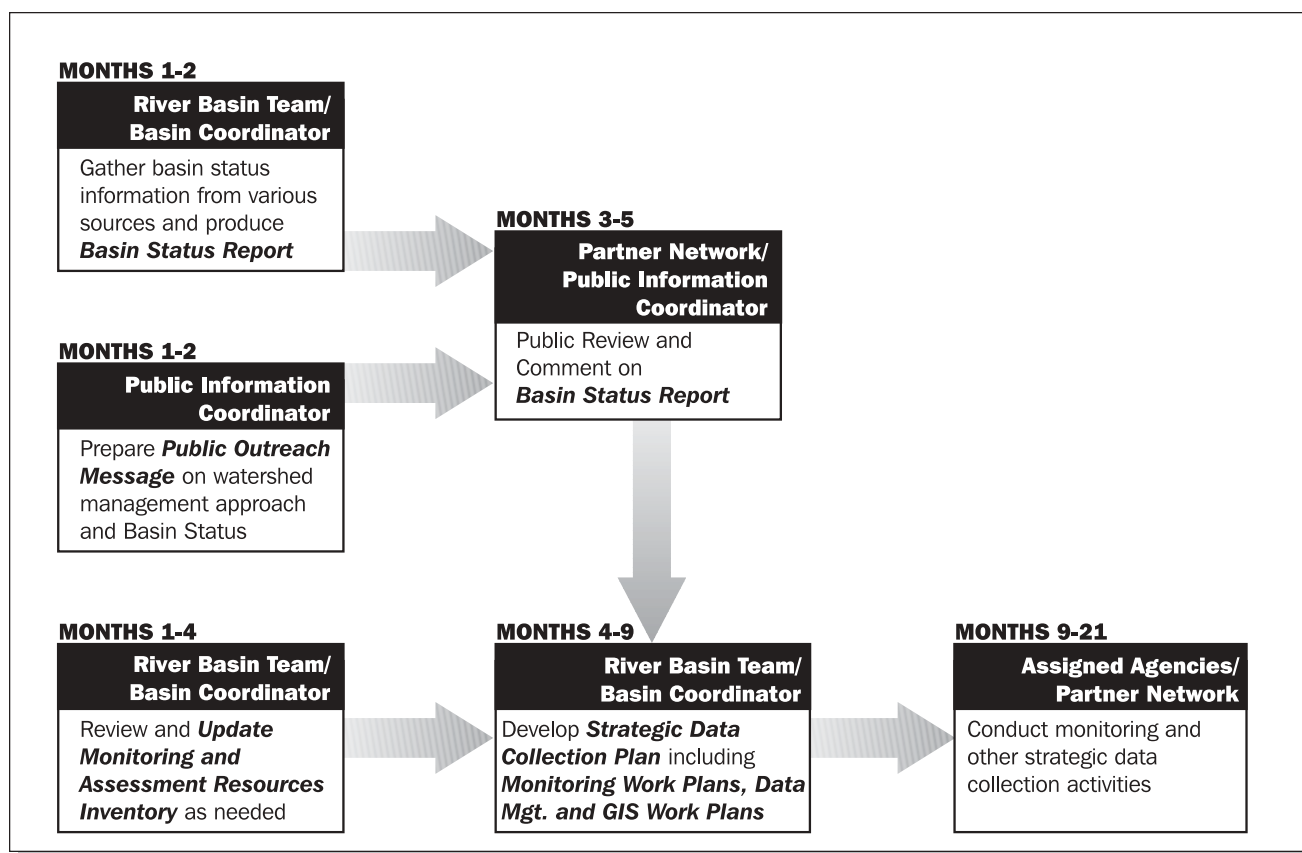 MONTHS 1-2
River Basin Team/
Basin Coordinator
Gather basin status
information from various
sources and produce
Basin Status Report
MONTHS 3-5
Partner Network/
Public Information
Coordinator
Public Review and
Comment on
Basin Status Report
MONTHS 1-2
Public Information
Coordinator
Prepare Public Outreach
Message on watershed
management approach
and Basin Status
MONTHS 1-4
River Basin Team/
Basin Coordinator
Review and Update
Monitoring and
Assessment Resources
Inventory as needed
MONTHS 4-9
River Basin Team/
Basin Coordinator
Develop Strategic Data
Collection Plan including
Monitoring Work Plans, Data
Mgt. and GIS Work Plans
MONTHS 9-21
Assigned Agencies/
Partner Network
Conduct monitoring and
other strategic data
collection activities